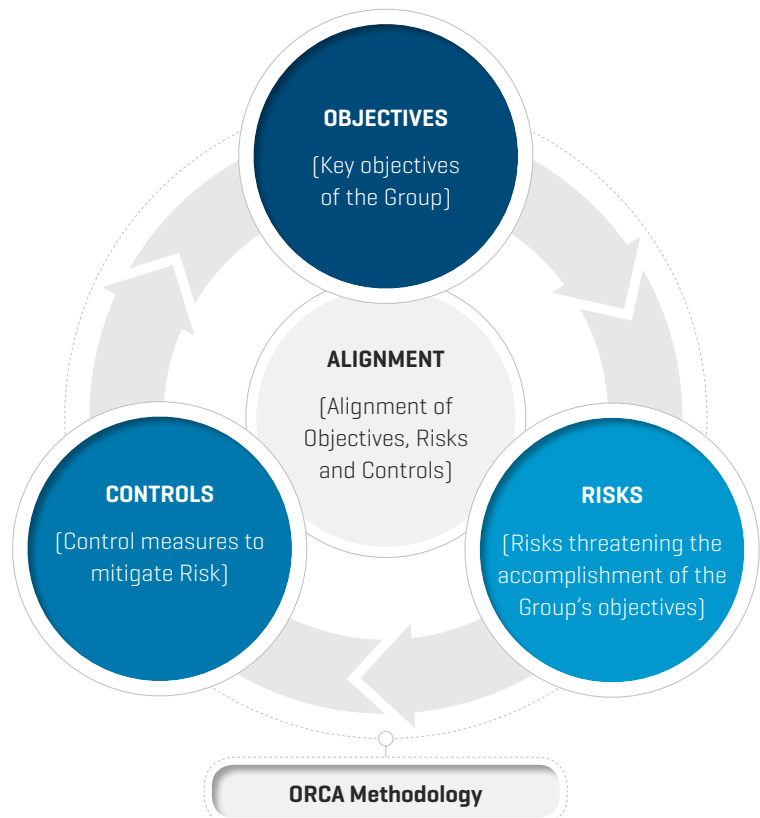 OBJECTIVES
[Key objectives
of the Group]
ALIGNMENT
[Alignment of
Objectives, Risks
and Controls]
CONTROLS
[Control measures to
mitigate Risk]
RISKS
[Risks threatening the
accomplishment of the
Group's objectives]
ORCA Methodology